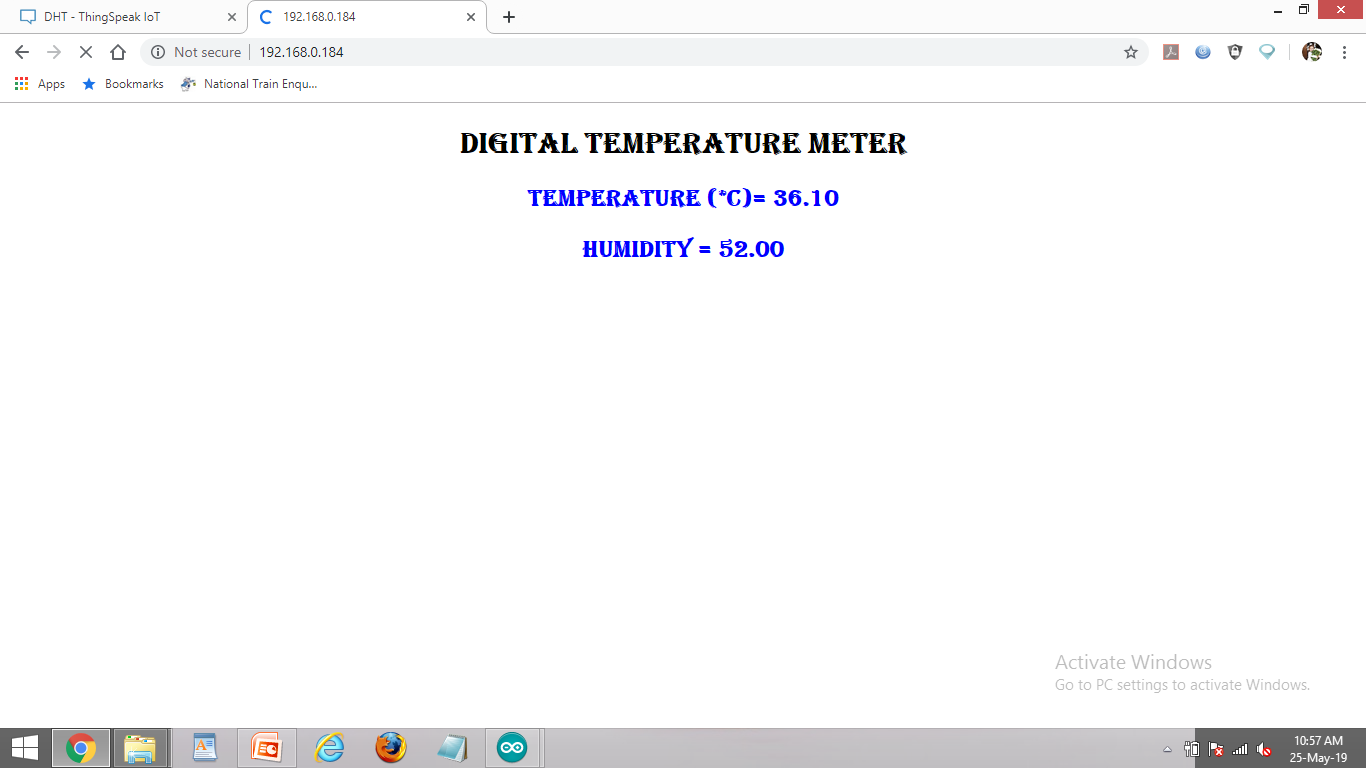 DHT - ThingSpeak IoT
192.168.0.184
Not secure
192.168.0.184
Apps
Bookmarks
National Train Enqu...
DIGITAL TEMPERATURE METER
TEMPERATURE (*C)= 36.10
HUMIDITY = 52.00
Activate Windows
Go to PC settings to activate Windows.
10:57 AM
25-May-19